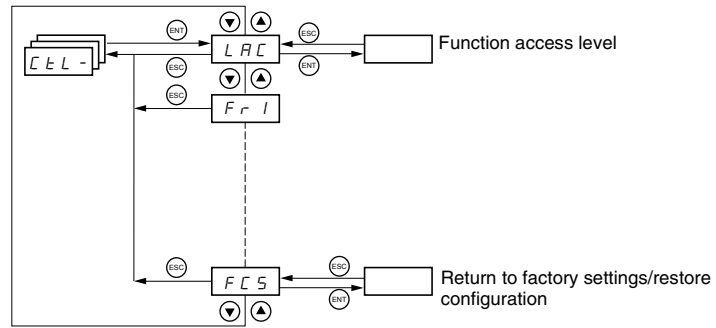 ENT
ESC
LAC
Function access level
CtL -
ESC
ENT
ESC
Fr1
ESC
ESC
FCS
Return to factory settings/restore
configuration
ENT